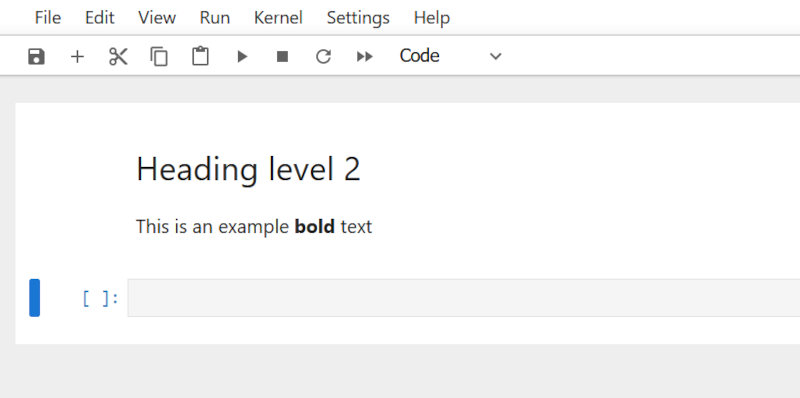 File Edit View Run Kernel Settings Help
Code
Heading level 2
This is an example bold text
[ ]: